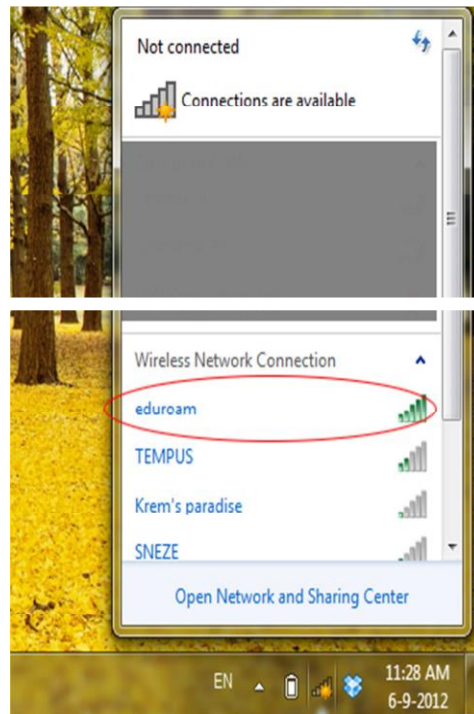 Not connected
Connections are available
Wireless Network Connection
eduroam
TEMPUS
Krem's paradise
SNEZE
Open Network and Sharing Center
EN
11:28 AM
6-9-2012